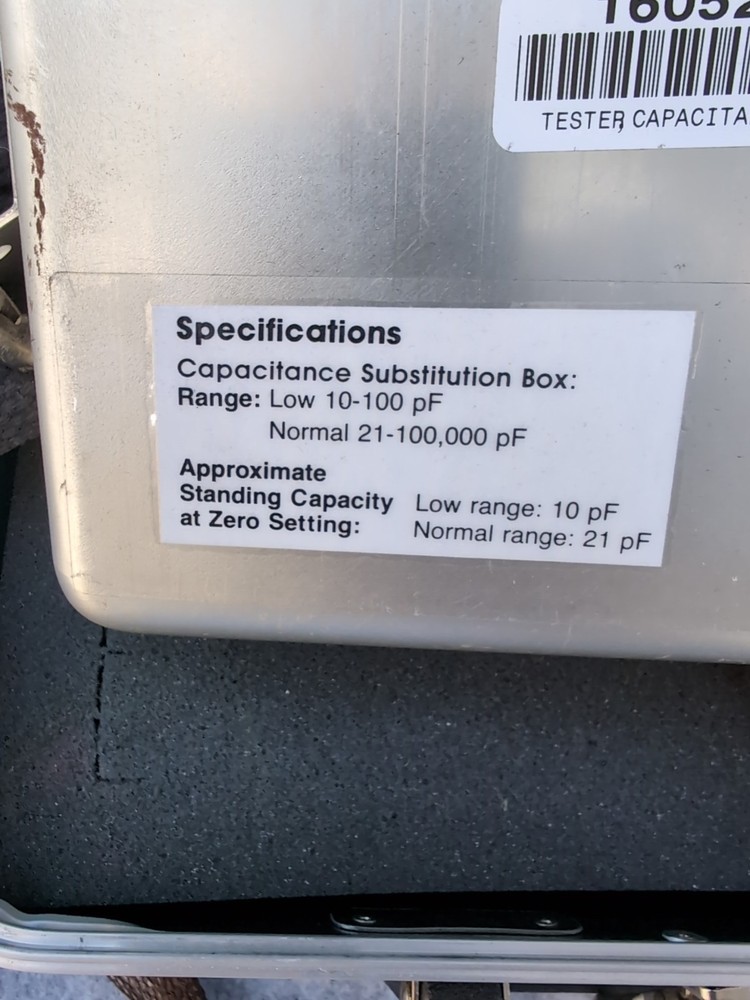 16052
TESTER, CAPACITA
Specifications
Capacitance Substitution Box:
Range: Low 10-100 pF
Normal 21-100,000 pF
Approximate
Standing Capacity Low range: 10 pF
at Zero Setting: Normal range: 21 pF